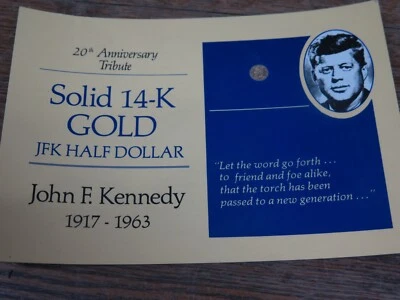 20th Anniversary
Tribute
Solid 14-K
GOLD
JFK HALF DOLLAR
John F. Kennedy
1917 - 1963
"Let the word go forth ...
to friend and foe alike,
that the torch has been
passed to a new generation ..."